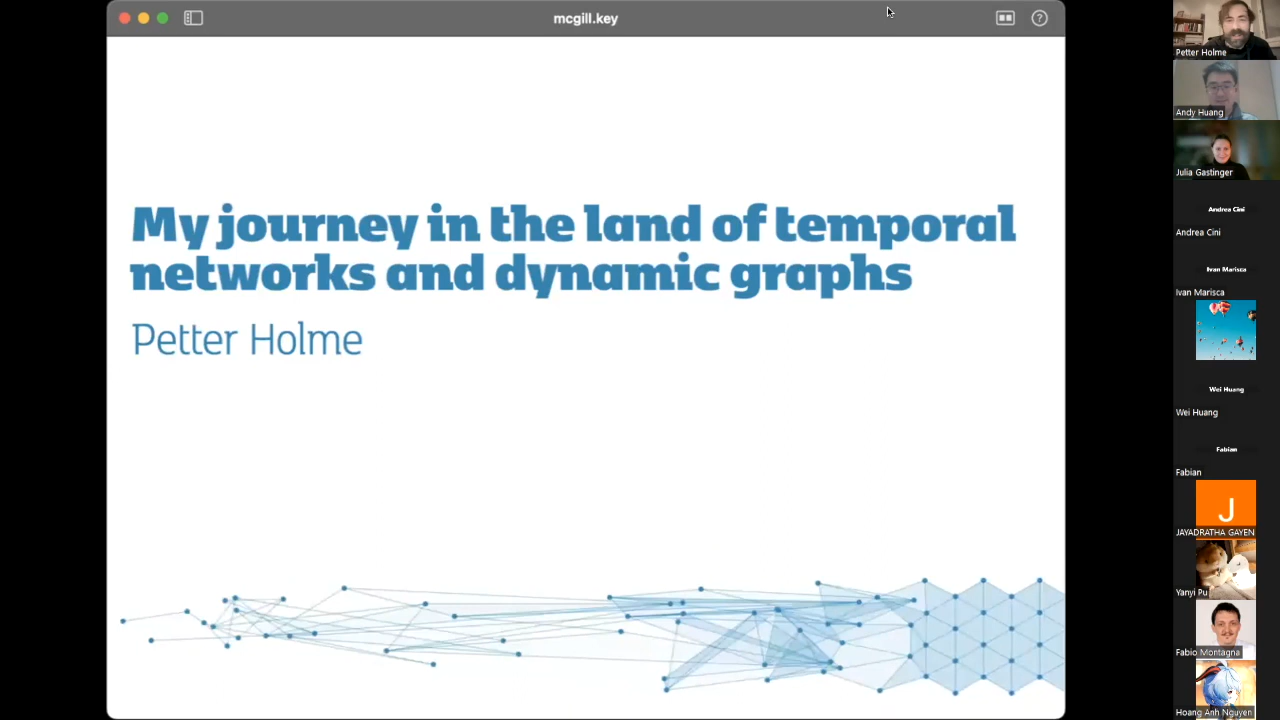 mcgill.key
?
My journey in the land of temporal
networks and dynamic graphs
Petter Holme
Petter Holme
Andy Huang
Julia Gastinger
Andrea Cini
Andrea Cini
Ivan Marisca
Ivan Marisca
Wei Huang
Wei Huang
Fabian
Fabian
J
JAYADRATHA GAYEN
Yanyi Pu
Fabio Montagna
Hoang Anh Nguyen